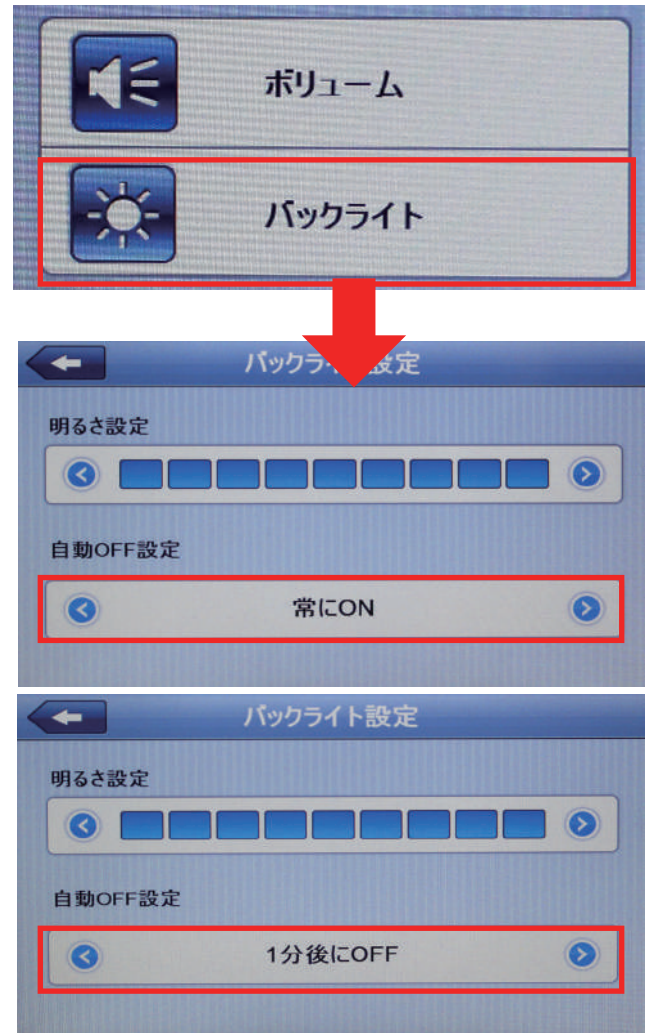 ボリューム
バックライト
バックライト設定
明るさ設定
自動OFF設定
常にON
バックライト設定
明るさ設定
自動OFF設定
1分後にOFF